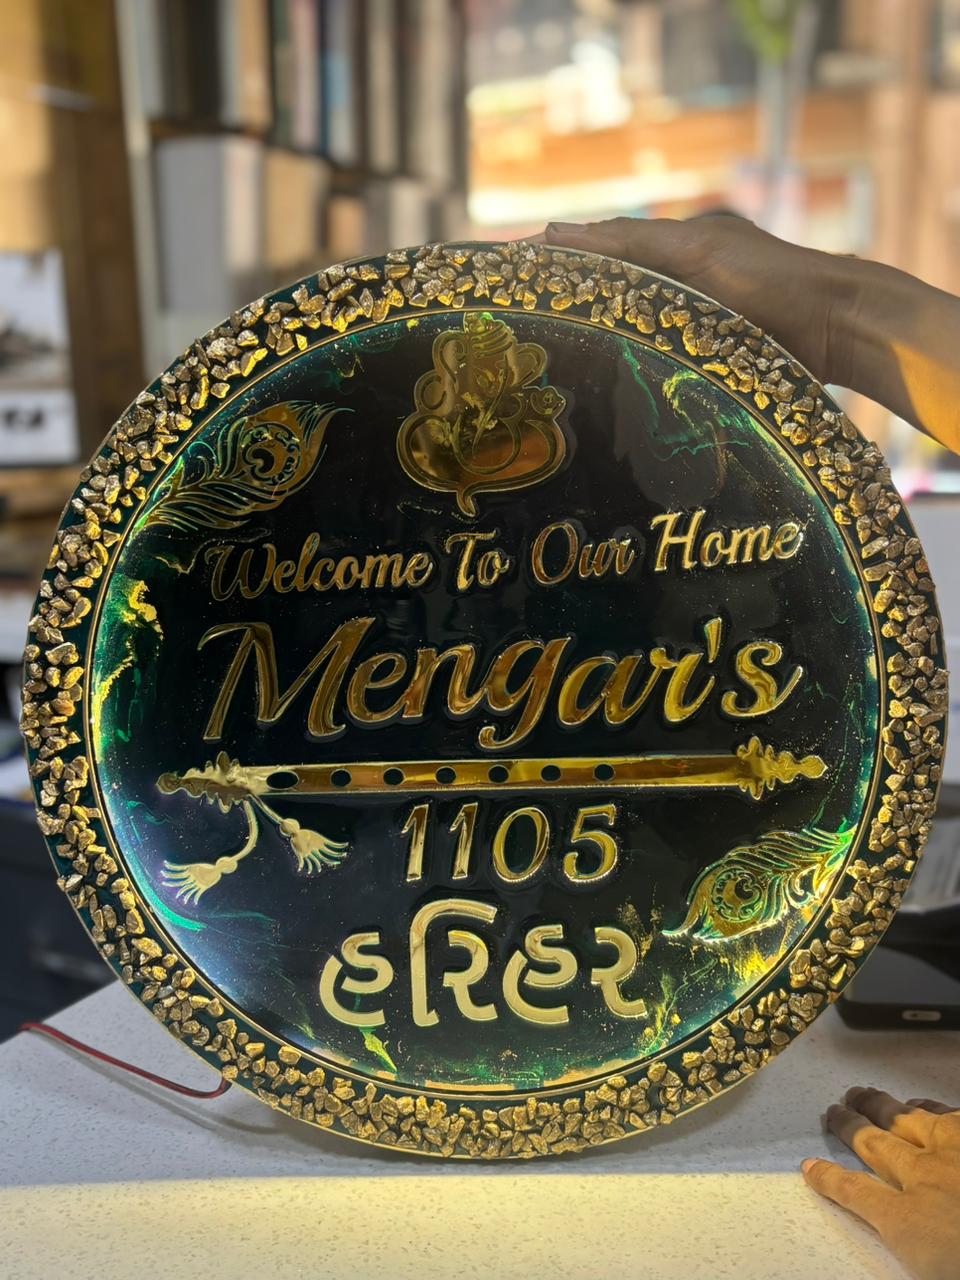 Welcome To Our Home
Mengar's
1105
હરિહર